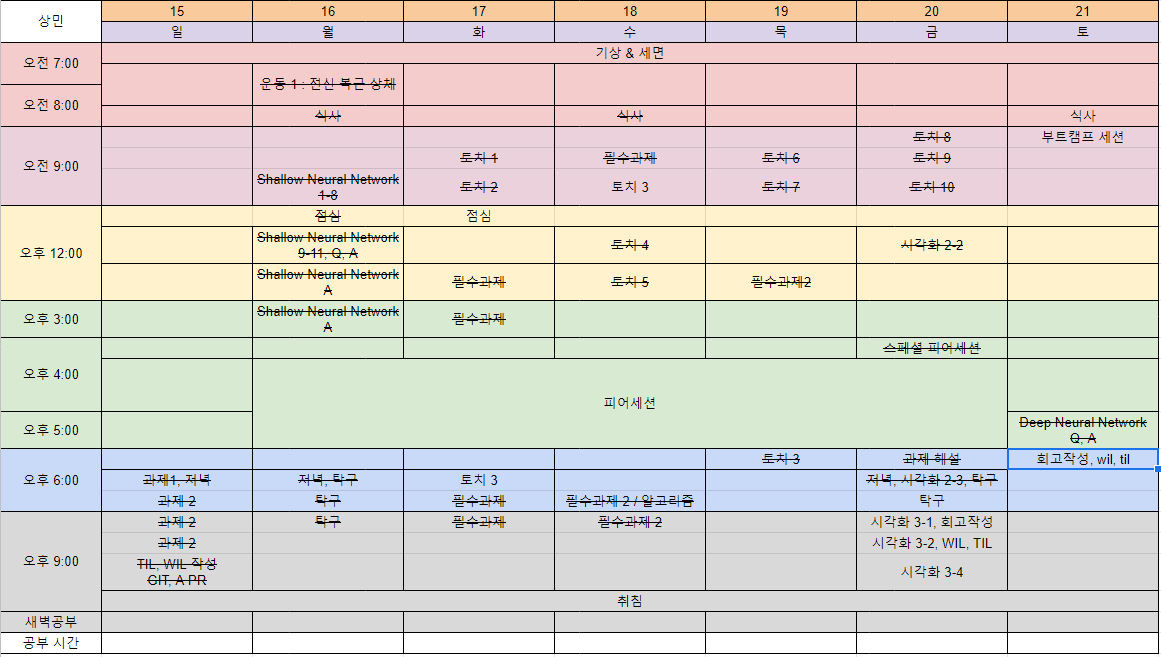 상민 15 16 17 18 19 20 21
일 월 화 수 목 금 토
오전 7:00 기상 & 세면
운동 1 : 전신 복근 상체
오전 8:00
식사 식사 식사
토치 8 부트캠프 세션
오전 9:00 토치 1 필수과제 토치 6 토치 9
Shallow Neural Network
1-8 토치 2 토치 3 토치 7 토치 10
점심 점심
오후 12:00 Shallow Neural Network
9-11, Q, A 토치 4 시각화 2-2
Shallow Neural Network
A 필수과제 토치 5 필수과제2
오후 3:00 Shallow Neural Network
A 필수과제
스페셜 피어세션
오후 4:00
피어세션
오후 5:00 Deep Neural Network
Q, A
토치 3 과제 해설 회고작성, wil, til
오후 6:00 과제1, 저녁 저녁, 탁구 토치 3 저녁, 시각화 2-3, 탁구
과제 2 탁구 필수과제 필수과제 2 / 알고리즘 탁구
과제 2 탁구 필수과제 필수과제 2 시각화 3-1, 회고작성
과제 2 시각화 3-2, WIL, TIL
오후 9:00 TIL, WIL 작성
GIT, A PR 시각화 3-4
취침
새벽공부
공부 시간